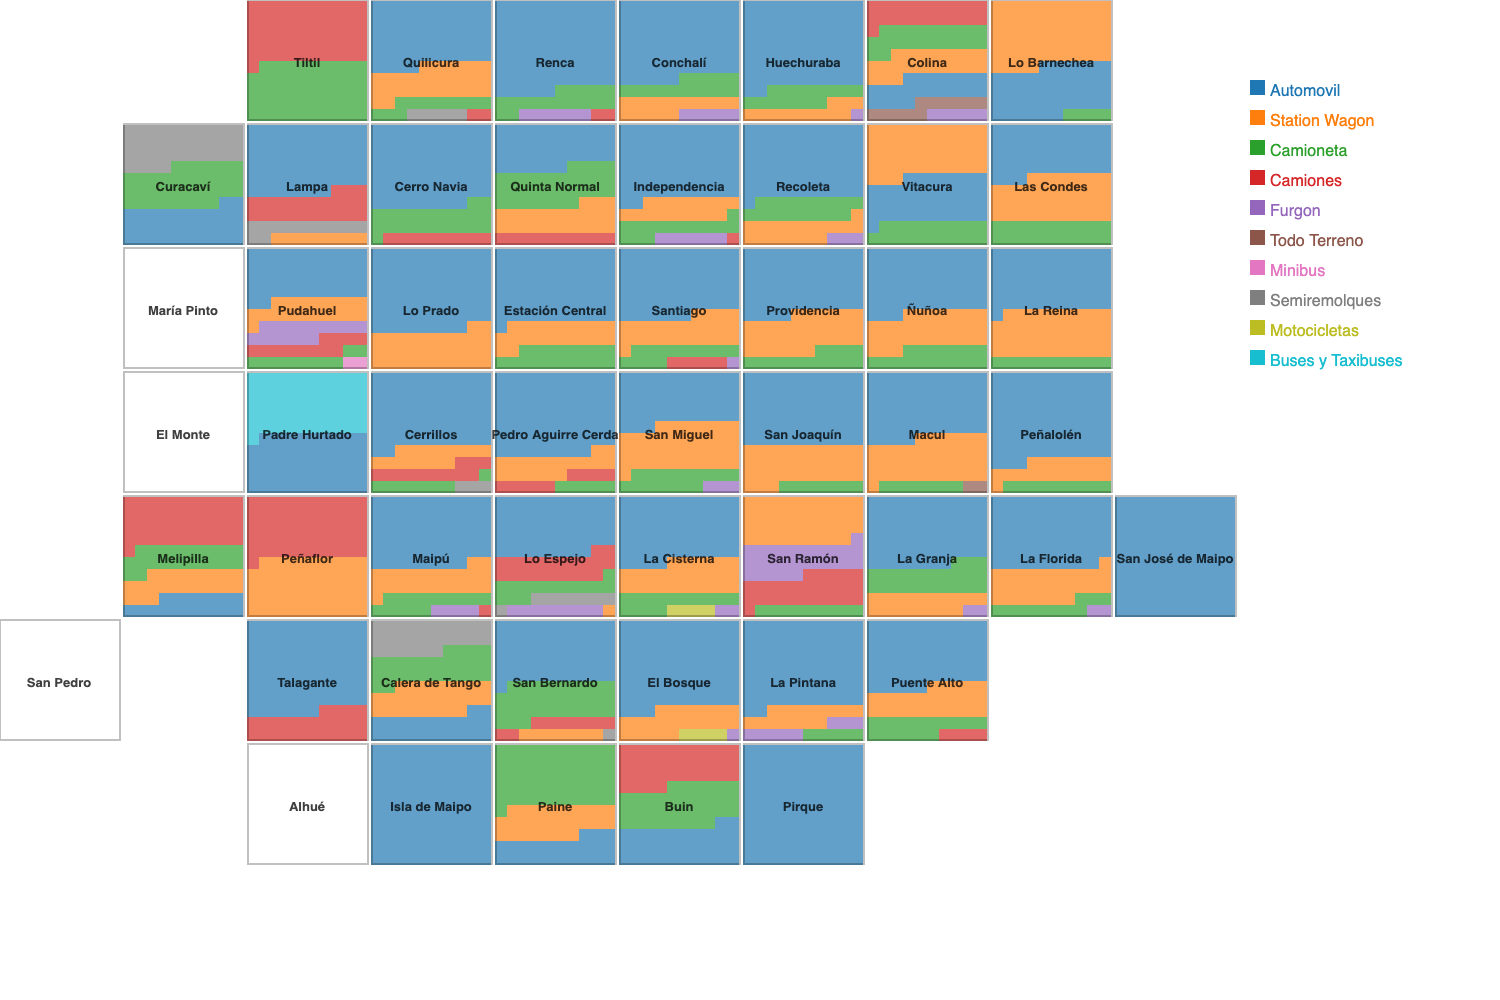 Tiltil
Quilicura
Renca
Conchalí
Huechuraba
Colina
Lo Barnechea
Curacaví
Lampa
Cerro Navia
Quinta Normal
Independencia
Recoleta
Vitacura
Las Condes
María Pinto
Pudahuel
Lo Prado
Estación Central
Santiago
Providencia
Ñuñoa
La Reina
El Monte
Padre Hurtado
Cerrillos
Pedro Aguirre Cerda
San Miguel
San Joaquín
Macul
Peñalolén
Melipilla
Peñaflor
Maipú
Lo Espejo
La Cisterna
San Ramón
La Granja
La Florida
San José de Maipo
San Pedro
Talagante
Calera de Tango
San Bernardo
El Bosque
La Pintana
Puente Alto
Alhué
Isla de Maipo
Paine
Buin
Pirque
Automovil
Station Wagon
Camioneta
Camiones
Furgon
Todo Terreno
Minibus
Semiremolques
Motocicletas
Buses y Taxibuses